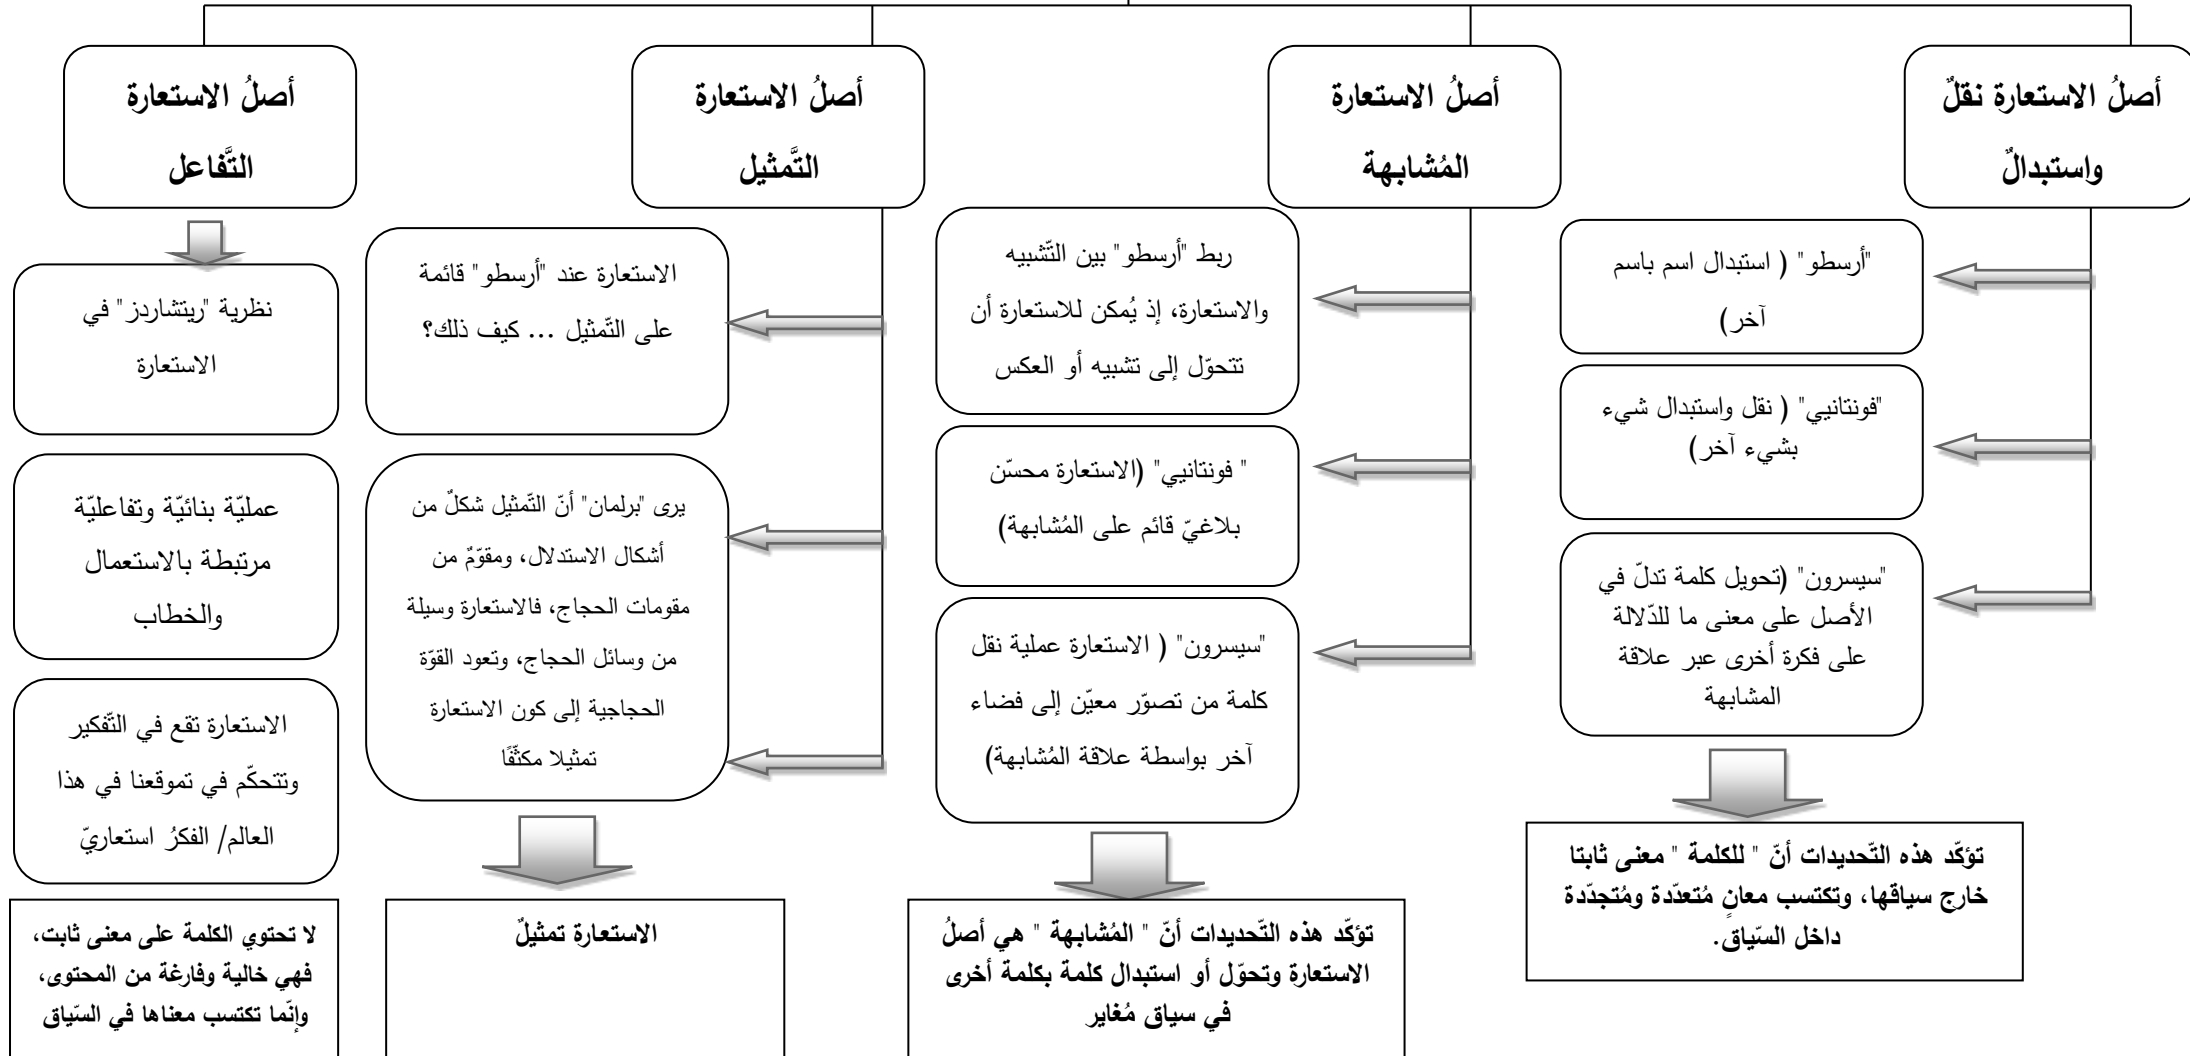 أصلُ الاستعارة نقلٌ
واستبدالٌ
"أرسطو" ( استبدال اسم باسم
آخر)
"فونتانيي" ( نقل واستبدال شيء
بشيء آخر)
"سيسرون" (تحويل كلمة تدلّ في
الأصل على معنى ما للدّلالة
على فكرة أخرى عبر علاقة
المشابهة
تؤكّد هذه التّحديدات أنّ " للكلمة " معنى ثابتا
خارج سياقها، وتكتسب معانٍ مُتعدّدة ومُتجدّدة
داخل السّياق.
أصلُ الاستعارة
المُشابهة
ربط "أرسطو" بين التّشبيه
والاستعارة، إذ يُمكن للاستعارة أن
تتحوّل إلى تشبيه أو العكس
" فونتانيي" (الاستعارة محسّن
بلاغيّ قائم على المُشابهة)
"سيسرون" ( الاستعارة عملية نقل
كلمة من تصوّر معيّن إلى فضاء
آخر بواسطة علاقة المُشابهة)
تؤكّد هذه التّحديدات أنّ " المُشابهة " هي أصلُ
الاستعارة وتحوّل أو استبدال كلمة بكلمة أخرى
في سياق مُغاير
أصلُ الاستعارة
التَّمثيل
الاستعارة عند "أرسطو" قائمة
على التّمثيل ... كيف ذلك؟
يرى "برلمان" أنّ التّمثيل شكلٌ من
أشكال الاستدلال، ومقوّمٌ من
مقومات الحجاج، فالاستعارة وسيلة
من وسائل الحجاج، وتعود القوّة
الحجاجية إلى كون الاستعارة
تمثيلا مكثّفًا
الاستعارة تمثيلٌ
أصلُ الاستعارة
التَّفاعل
نظرية "ريتشاردز" في
الاستعارة
عمليّة بنائيّة وتفاعليّة
مرتبطة بالاستعمال
والخطاب
الاستعارة تقع في التّفكير
وتتحكّم في تموقعنا في هذا
العالم/ الفكرُ استعاريّ
لا تحتوي الكلمة على معنى ثابت،
فهي خالية وفارغة من المحتوى،
وإنّما تكتسب معناها في السّياق